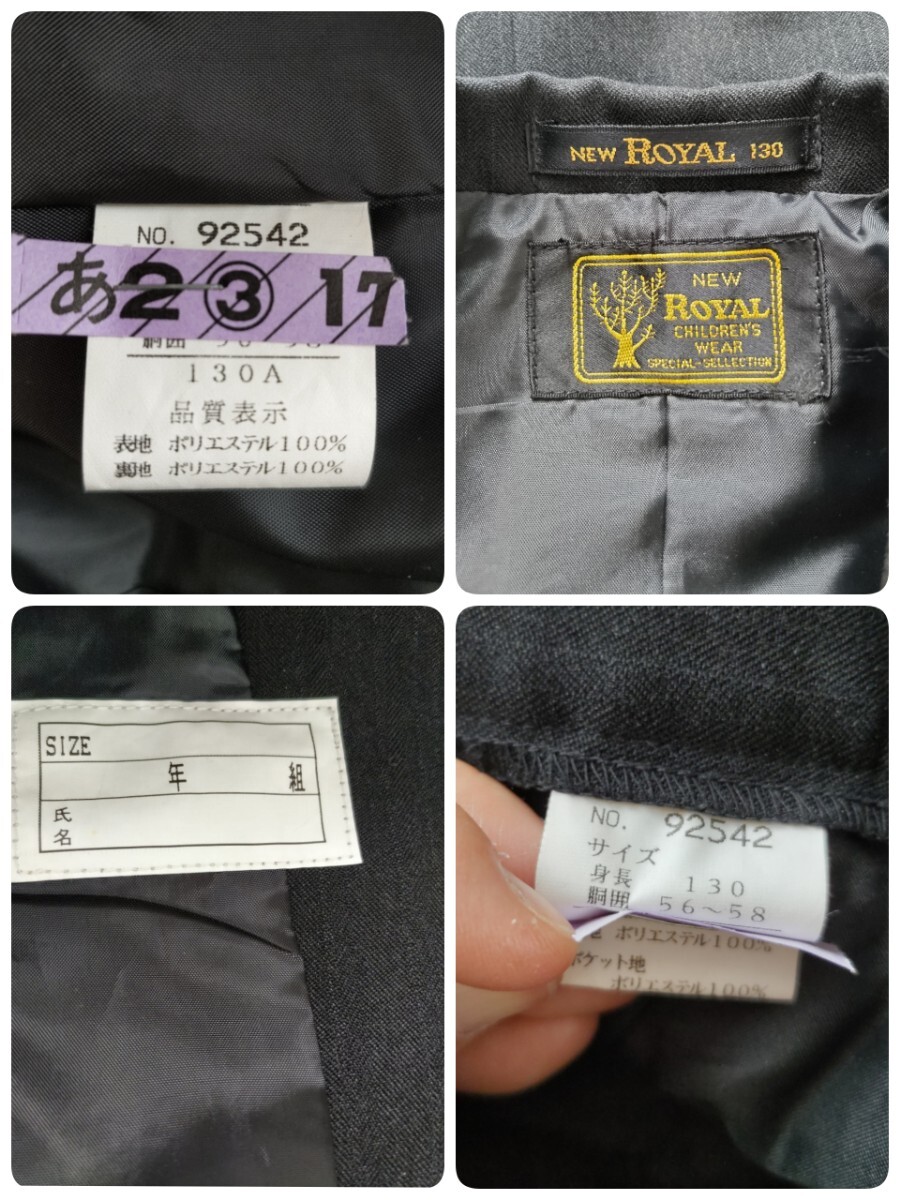 NO. 92542
あ2③17
胴囲
130A
品質表示
表地 ポリエステル100%
裏地 ポリエステル100%
NEW ROYAL 130
NEW
ROYAL
CHILDREN'S
WEAR
SPECIAL-SELLECTION
SIZE
年 組
氏
名
NO. 92542
サイズ
身長 130
胴囲 56～58
ポリエステル100%
ポケット地
ポリエステル100%